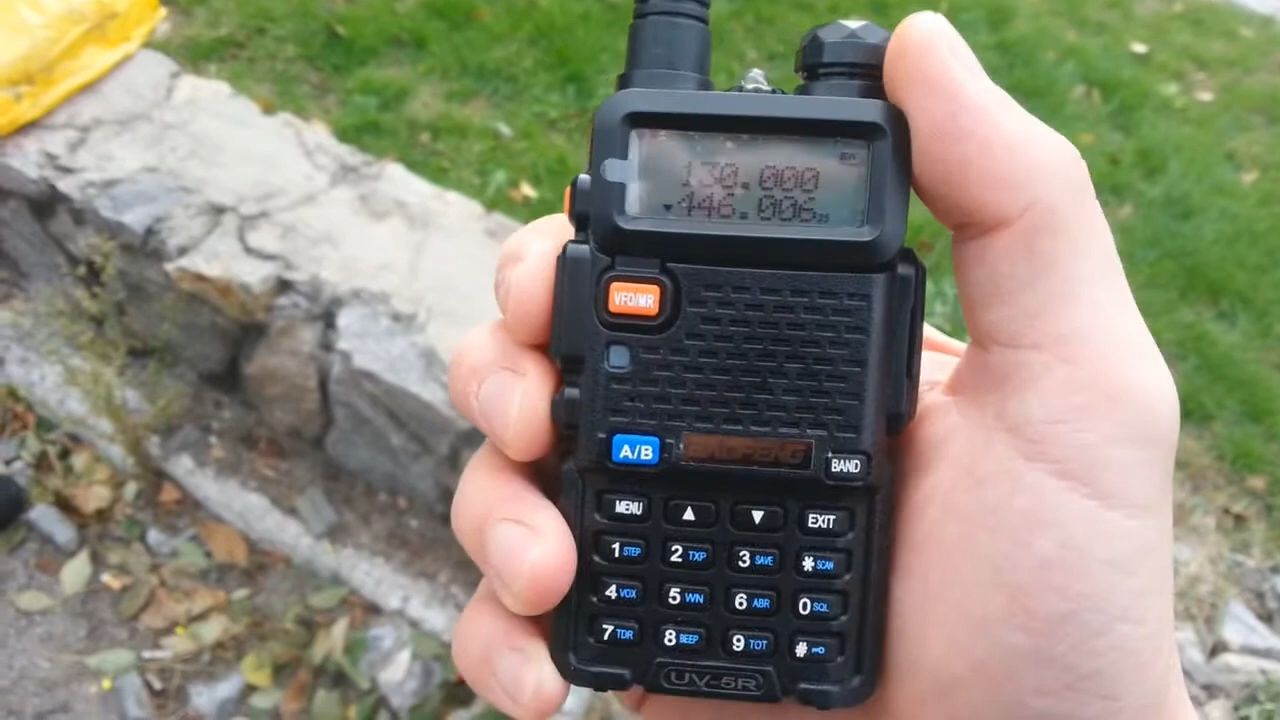 130.000
446.006
VFO/MR
A/B
BAOFENG
BAND
MENU ▲ ▼ EXIT
1 STEP 2 TXP 3 SAVE * SCAN
4 VOX 5 WN 6 ABR 0 SQL
7 TDR 8 BEEP 9 TOT #
UV-5R